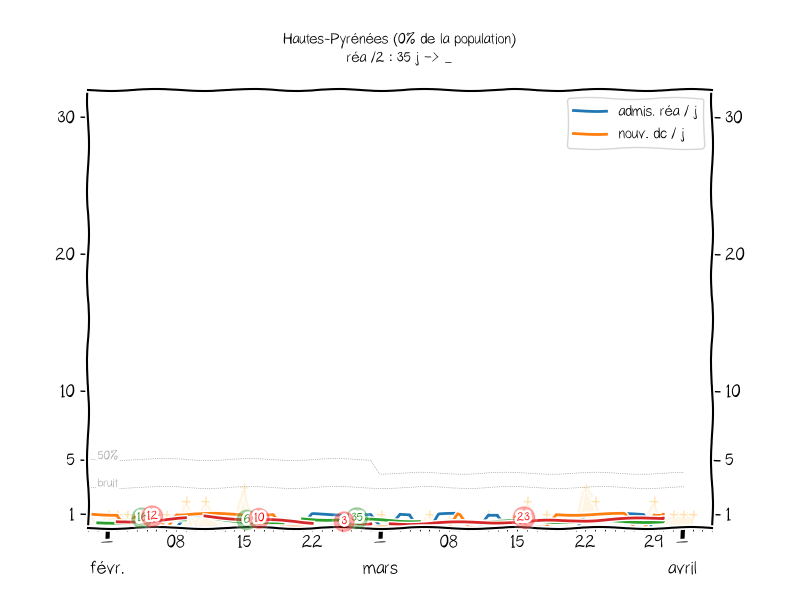 Hautes-Pyrénées (0% de la population)
réa /2 : 35 j -> _
30 30
admis. réa / j
nouv. dc / j
20 20
10 10
5 50% 5
bruit
1 12 6 10 3 35 23 1
08 15 22 08 15 22 29
févr. mars avril